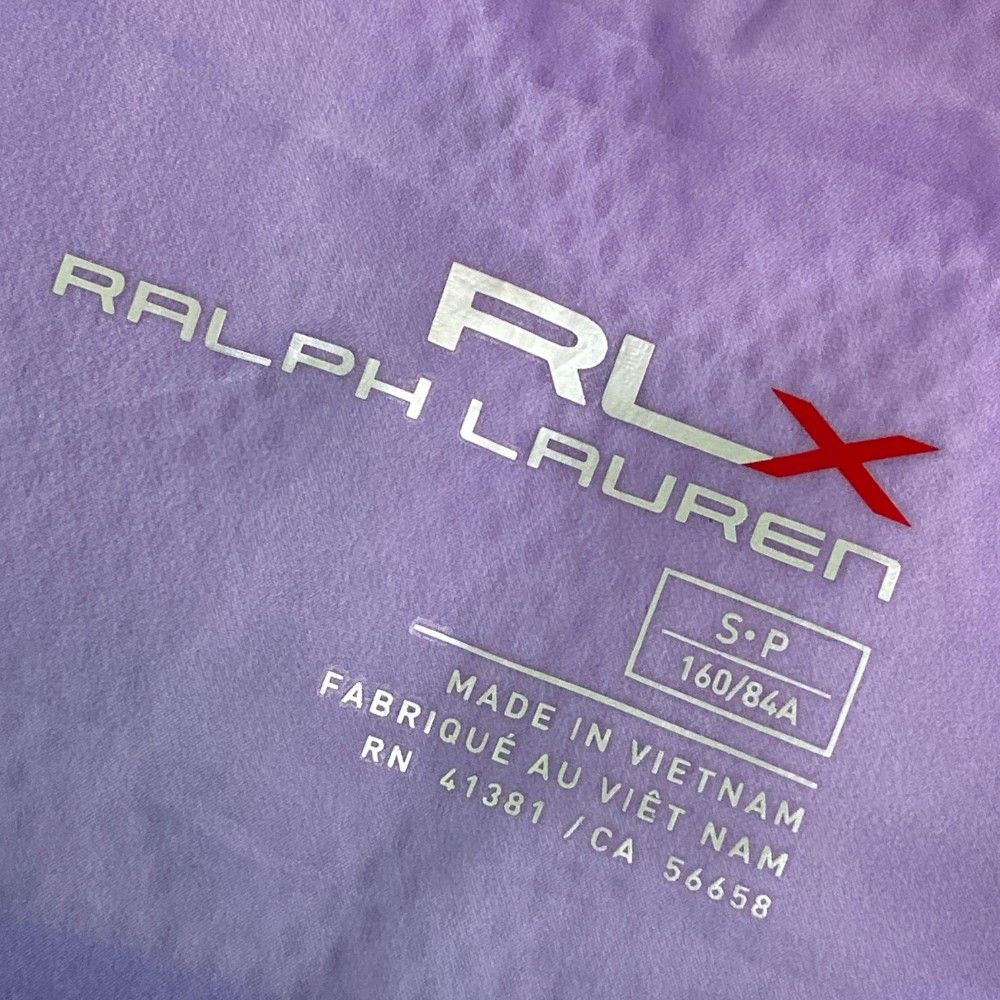 RLX
RALPH LAUREN
S•P
160/84A
MADE IN VIETNAM
FABRIQUÉ AU VIÊT NAM
RN 41381 / CA 56658